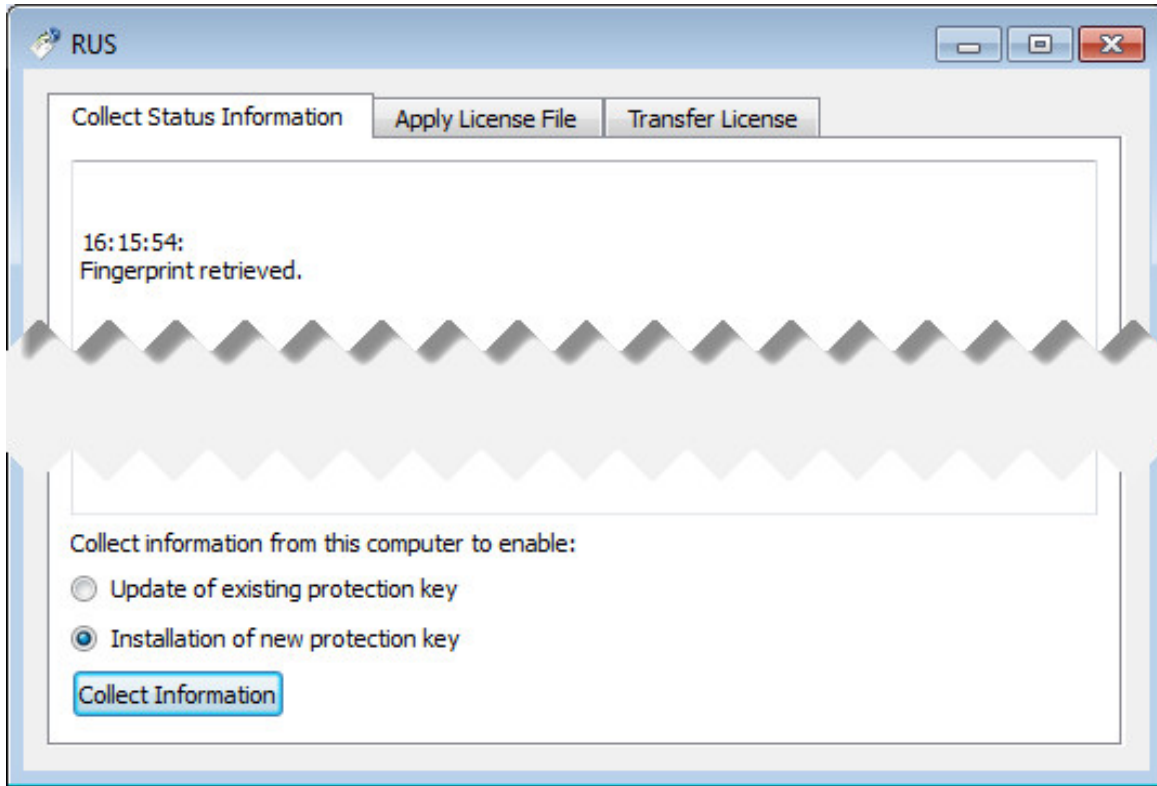 RUS
Collect Status Information
Apply License File
Transfer License
16:15:54:
Fingerprint retrieved.
Collect information from this computer to enable:
Update of existing protection key
Installation of new protection key
Collect Information